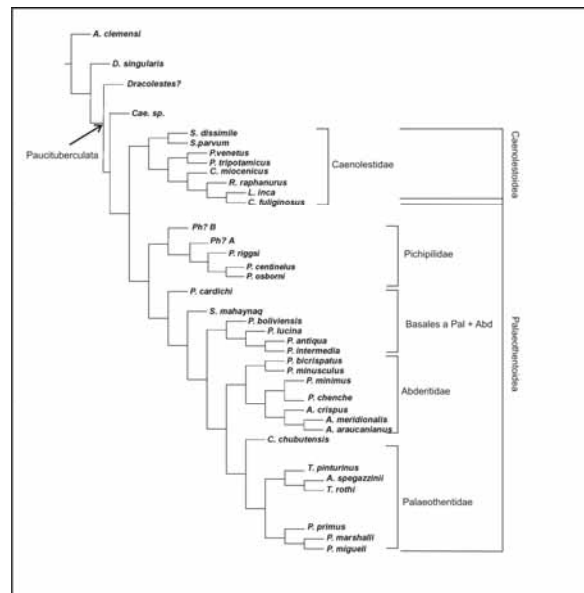 A. clemensi
D. singularis
Dracolestes?
Cae. sp.
Paucituberculata
S. dissimile
S.parvum
P.venetus
P. tripotamicus
C. miocenicus
R. raphanurus
L. inca
C. fuliginosus
Caenolestidae
Caenolestoidea
Ph? B
Ph? A
P. riggsi
P. centinelus
P. osborni
Pichipilidae
P. cardichi
S. mahaynaq
P. boliviensis
P. lucina
P. antiqua
P. intermedia
Basales a Pal + Abd
Palaeothentoidea
P. bicrispatus
P. minusculus
P. minimus
P. chenche
A. crispus
A. meridionalis
A. araucanianus
Abderitidae
C. chubutensis
T. pinturinus
A. spegazzinii
T. rothi
Palaeothentidae
P. primus
P. marshalli
P. migueli